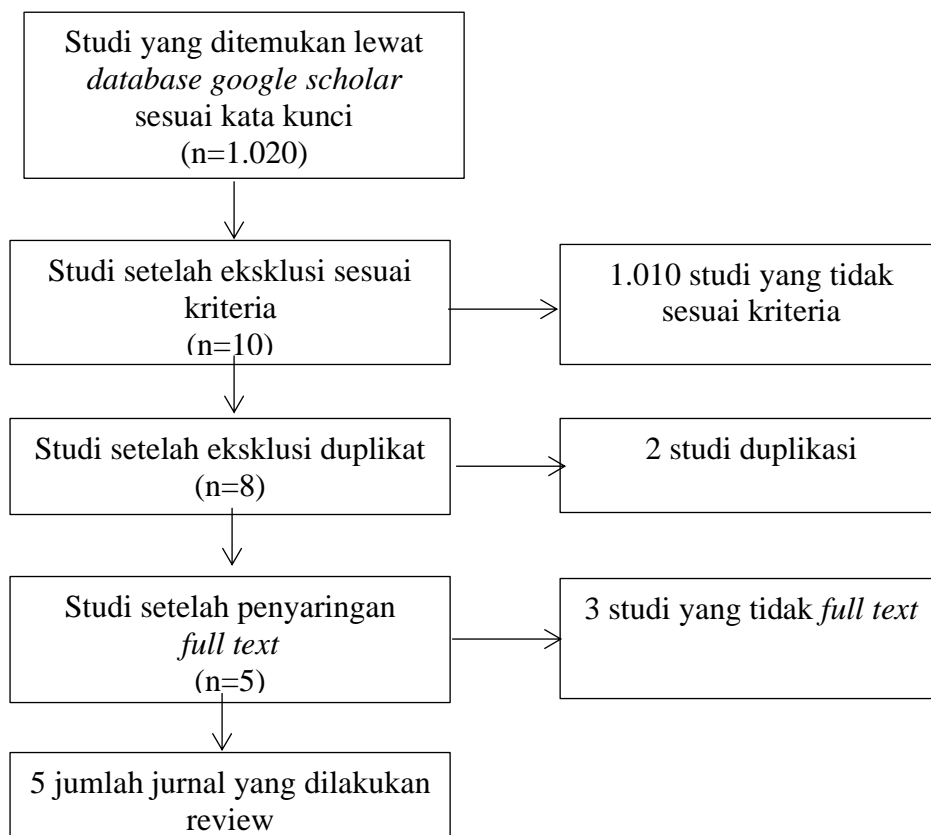 Studi yang ditemukan lewat
database google scholar
sesuai kata kunci
(n=1.020)
Studi setelah eksklusi sesuai
kriteria
(n=10)
1.010 studi yang tidak
sesuai kriteria
Studi setelah eksklusi duplikat
(n=8)
2 studi duplikasi
Studi setelah penyaringan
full text
(n=5)
3 studi yang tidak full text
5 jumlah jurnal yang dilakukan
review